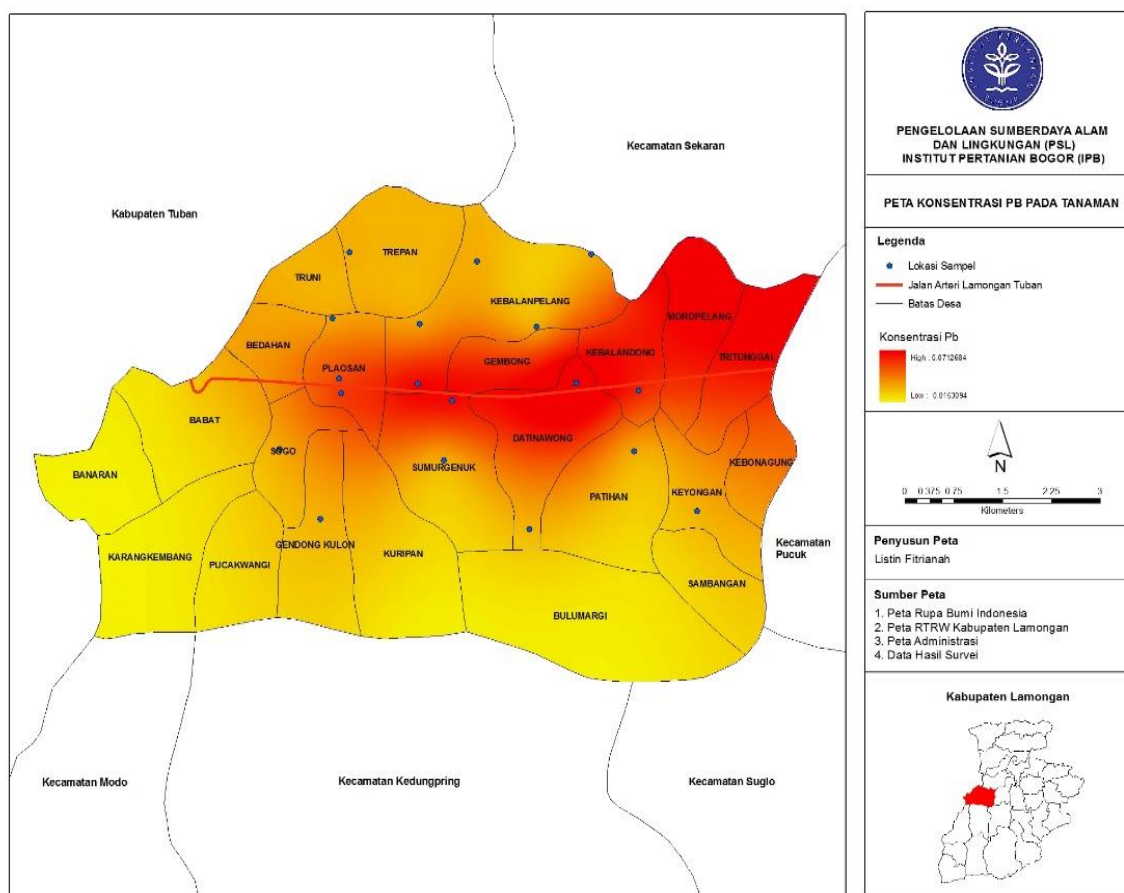 Kabupaten Tuban
Kecamatan Sekaran
TREPAN
TRUNI
KEBALANPELANG
MOROPELANG
BEDAHAN
GEMBONG
KEBALANDONO
TRITUNGGAL
PLAOSAN
BABAT
DATINAWONG
SOGO
SUMURGENUK
KEBONAGUNG
BANARAN
PATIHAN
KEYONGAN
GENDONG KULON
KURIPAN
Kecamatan
Pucuk
KARANGKEMBANG
PUCAKWANGI
SAMBANGAN
BULUMARGI
Kecamatan Modo
Kecamatan Kedungpring
Kecamatan Sugio
INSTITUT PERTANIAN
BOGOR
PENGELOLAAN SUMBERDAYA ALAM
DAN LINGKUNGAN (PSL)
INSTITUT PERTANIAN BOGOR (IPB)
PETA KONSENTRASI PB PADA TANAMAN
Legenda
Lokasi Sampel
Jalan Arteri Lamongan Tuban
Batas Desa
Konsentrasi Pb
High : 0.0712684
Low : 0.0163094
N
0 0.375 0.75 1.5 2.25 3
Kilometers
Penyusun Peta
Listin Fitrianah
Sumber Peta
1. Peta Rupa Bumi Indonesia
2. Peta RTRW Kabupaten Lamongan
3. Peta Administrasi
4. Data Hasil Survei
Kabupaten Lamongan